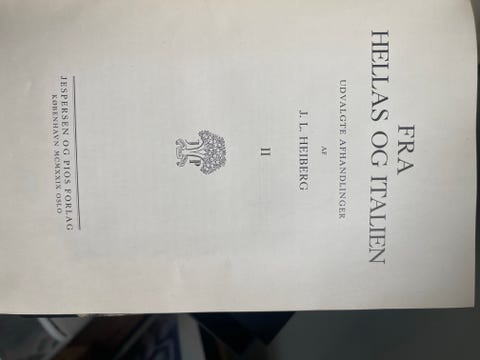 FRA
HELLAS OG ITALIEN
UDVALGTE AFHANDLINGER
AF
J. L. HEIBERG
II
JESPERSEN OG PIOS FORLAG
KØBENHAVN MCMXXIX OSLO